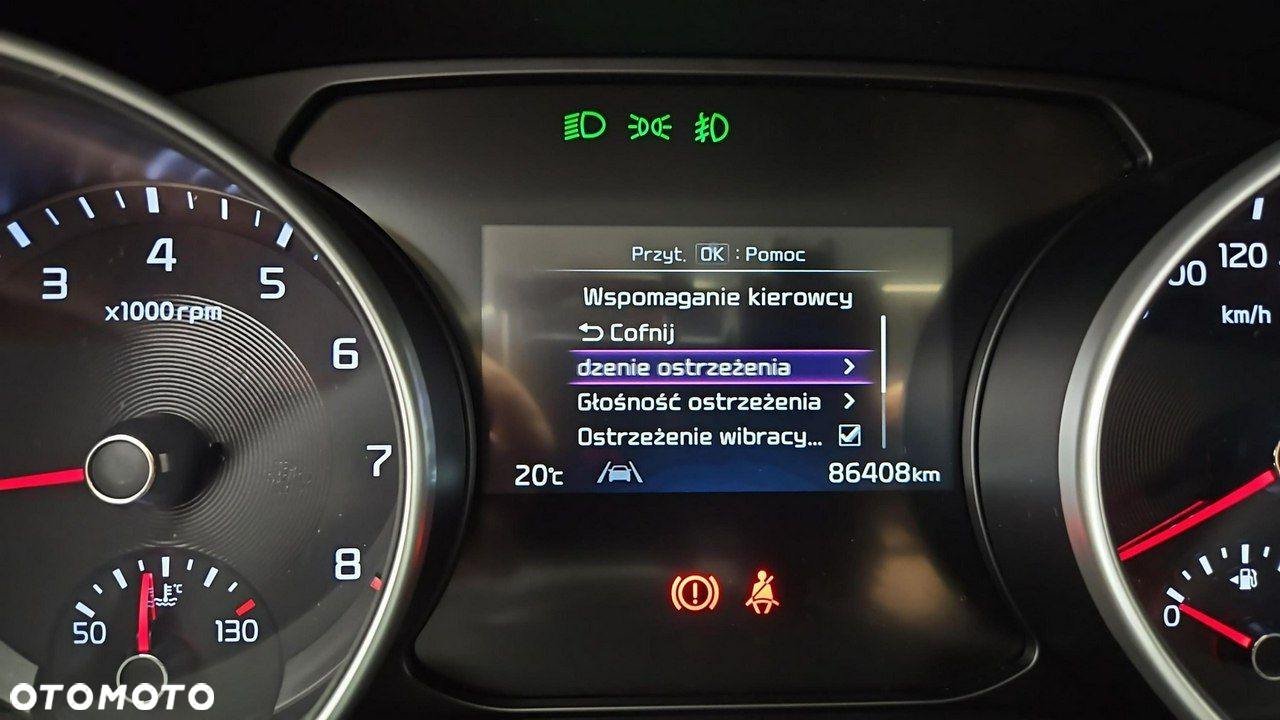 Przyt. OK : Pomoc
Wspomaganie kierowcy
Cofnij
dzenie ostrzeżenia
Głośność ostrzeżenia
Ostrzeżenie wibracy...
20°C
86408km
3
4
5
6
7
8
x1000rpm
50
130
°C
120
km/h
0
OTOMOTO